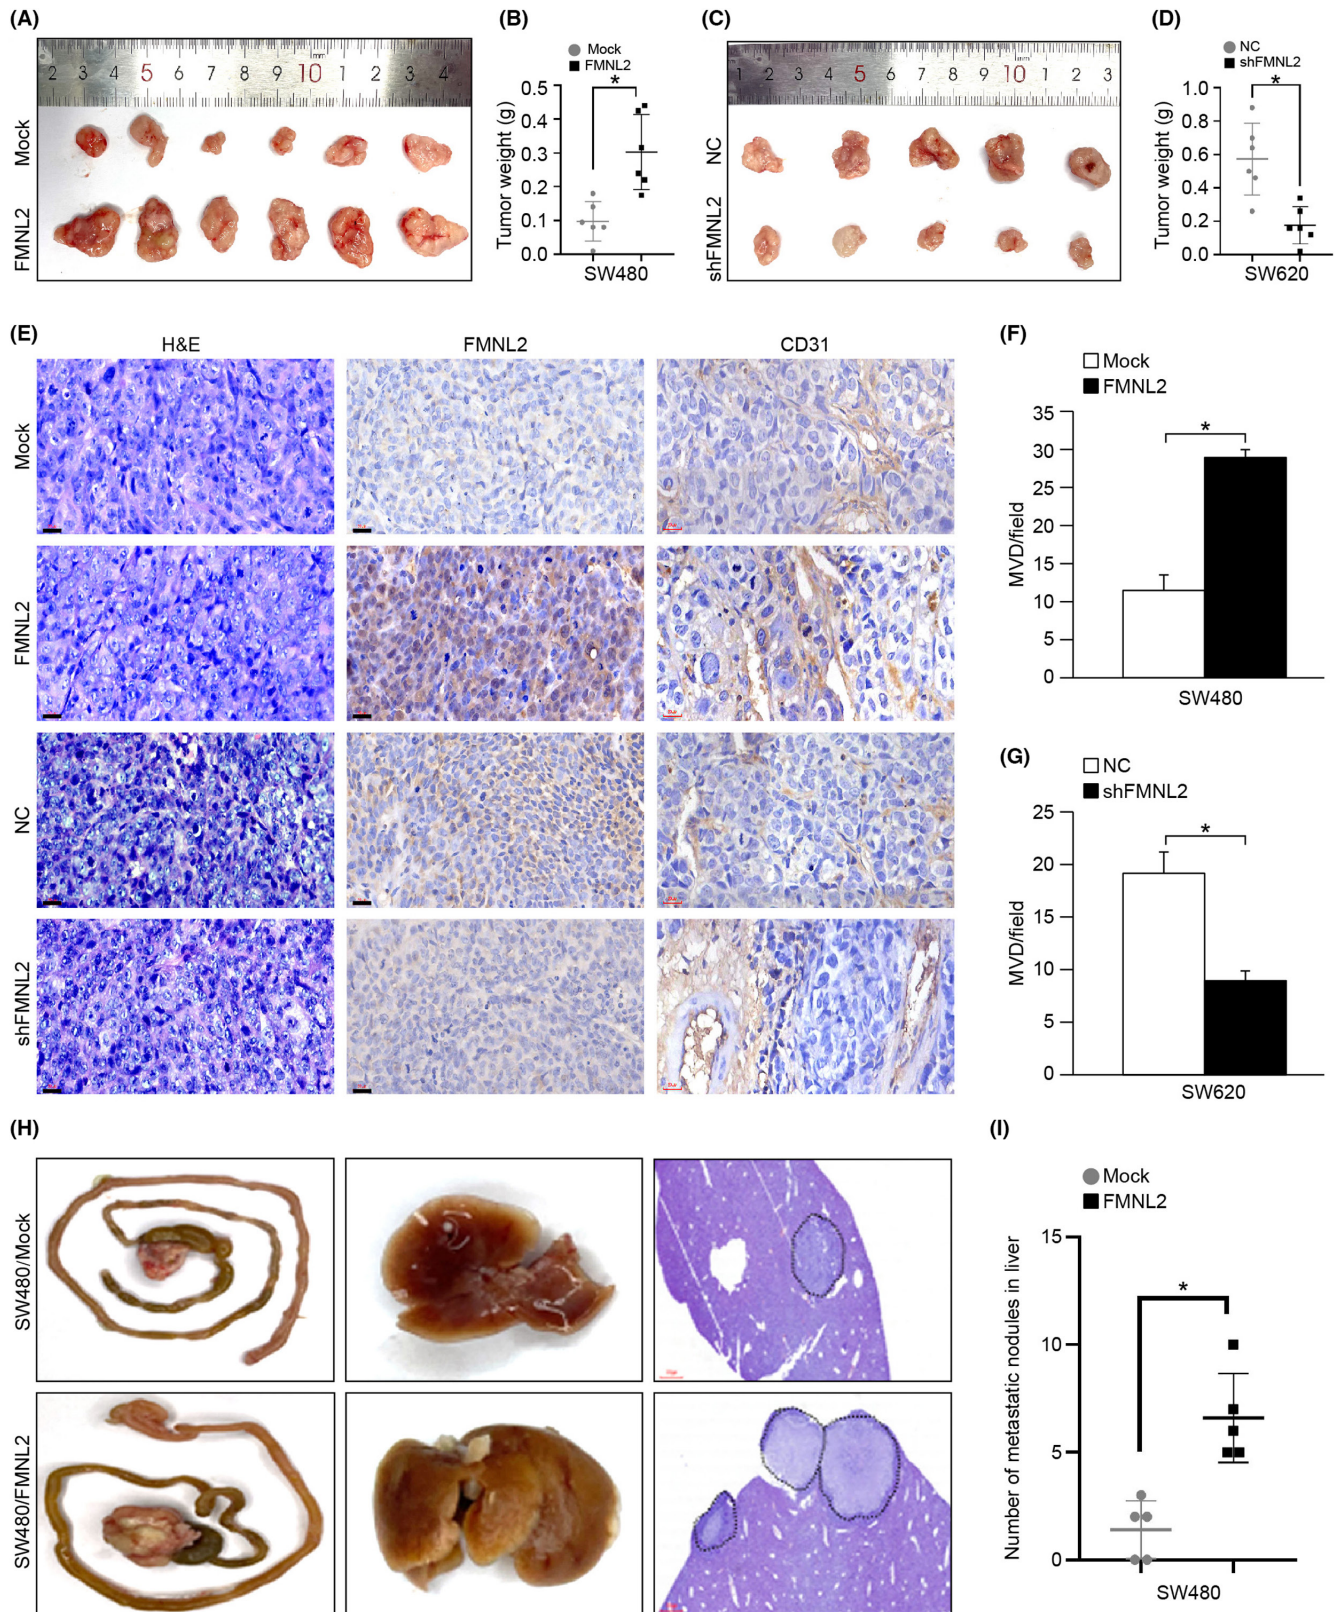 (A)
2 3 4 5 6 7 8 9 10 1 2 3 4
mm
Mock
FMNL2
(B)
Mock
FMNL2
*
Tumor weight (g)
0.5
0.4
0.3
0.2
0.1
0.0
SW480
(C)
1 2 3 4 5 6 7 8 9 10 1 2 3
NC
shFMNL2
(D)
NC
shFMNL2
*
Tumor weight (g)
1.0
0.8
0.6
0.4
0.2
0.0
SW620
(E)
H&E FMNL2 CD31
Mock
FMNL2
NC
shFMNL2
(F)
Mock
FMNL2
*
MVD/field
35
30
25
20
15
10
5
0
SW480
(G)
NC
shFMNL2
*
MVD/field
25
20
15
10
5
0
SW620
(H)
SW480/Mock
SW480/FMNL2
(I)
Mock
FMNL2
*
Number of metastatic nodules in liver
15
10
5
0
SW480